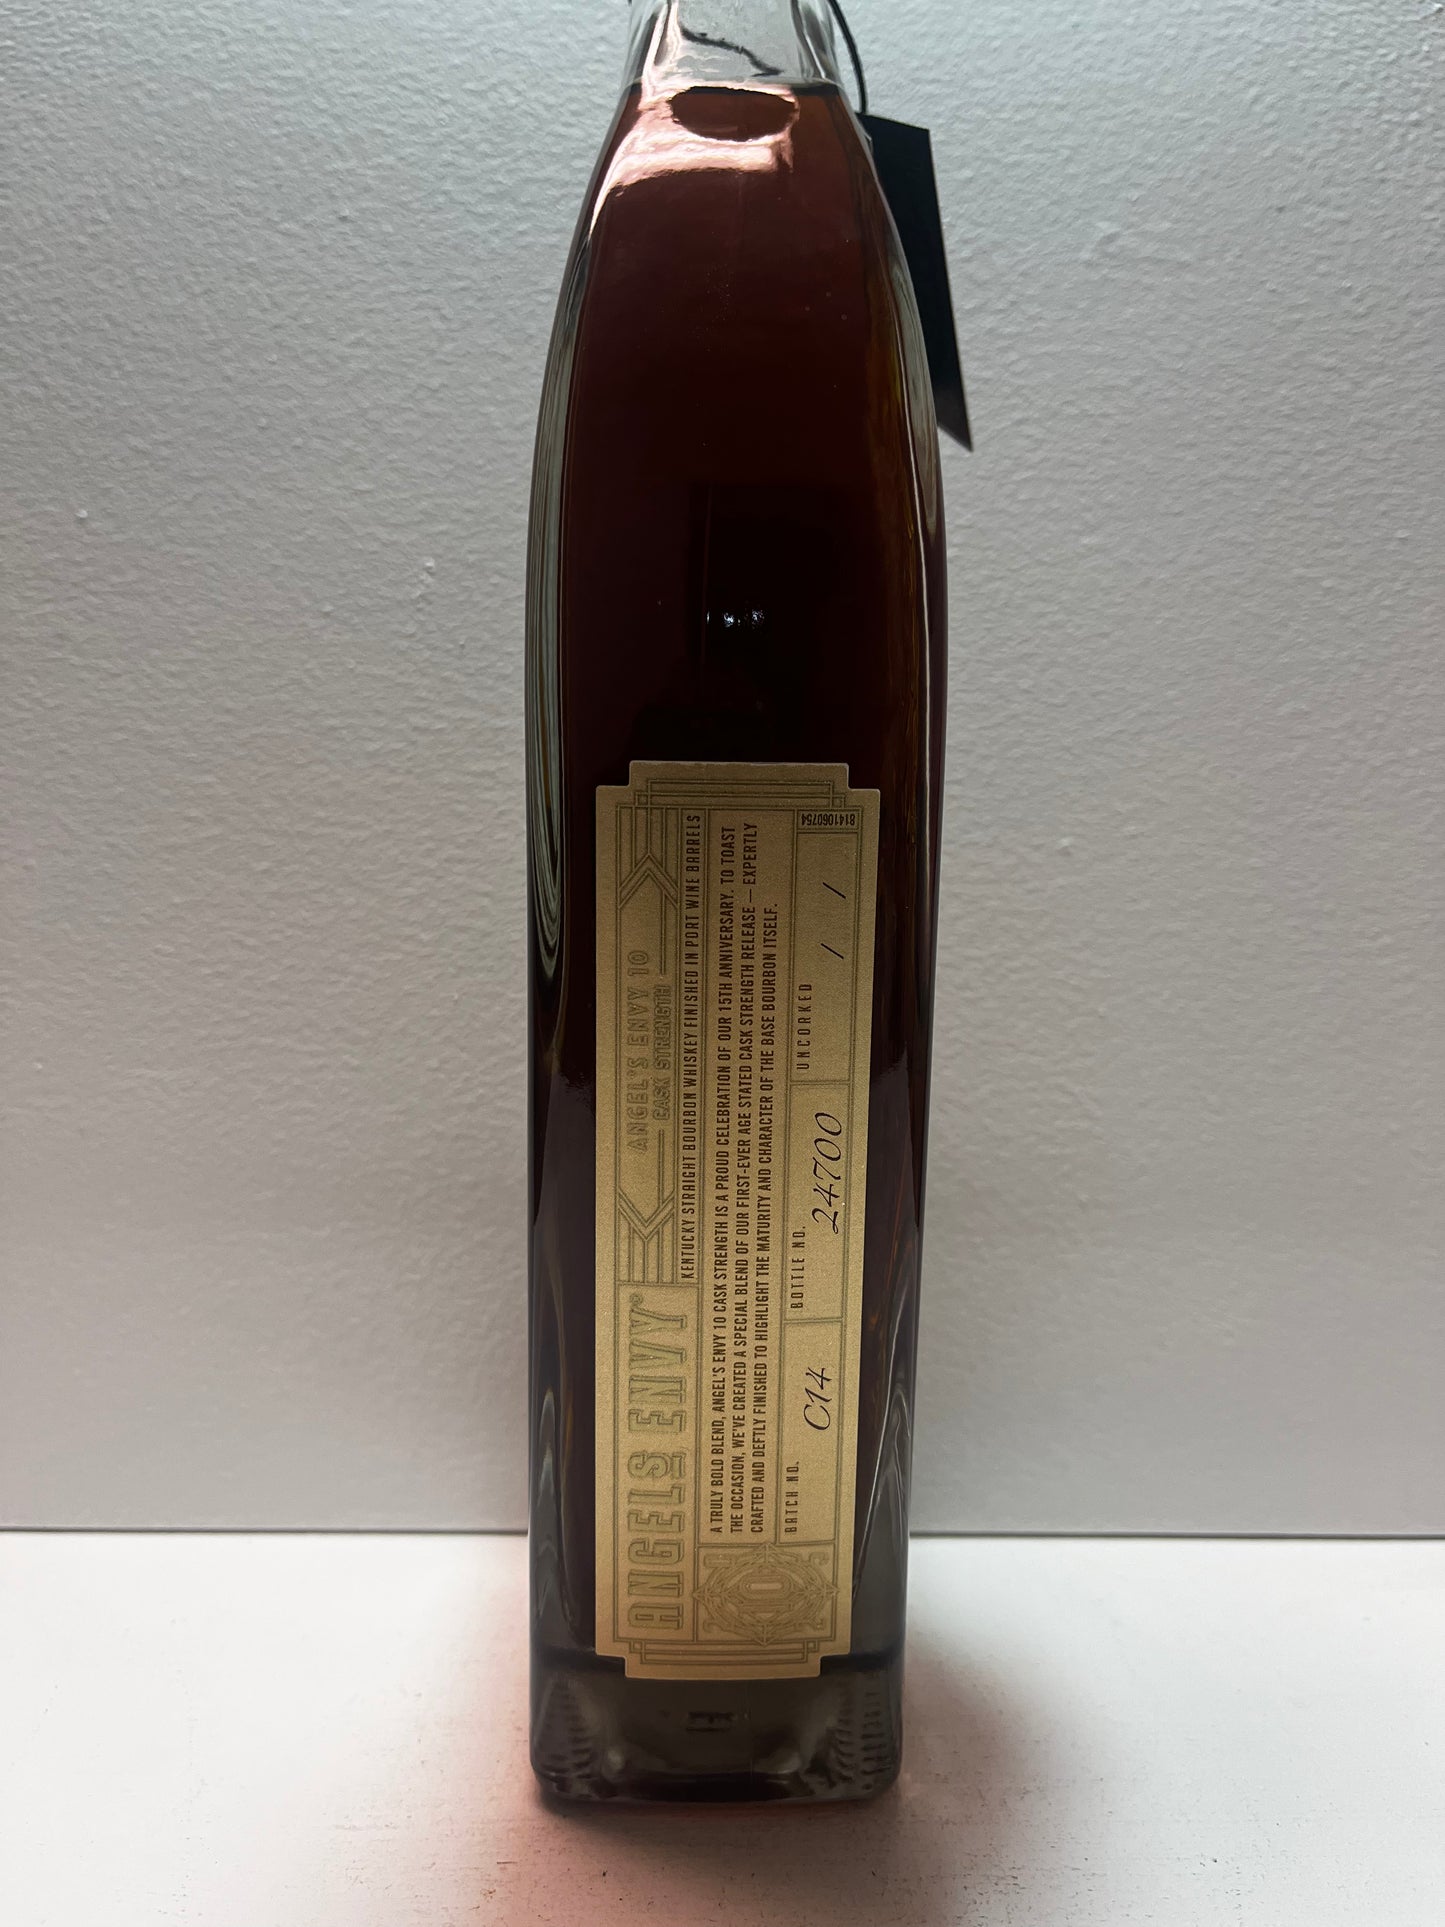 ANGEL'S ENVY®
ANGEL'S ENVY 10
CASK STRENGTH
KENTUCKY STRAIGHT BOURBON WHISKEY FINISHED IN PORT WINE BARRELS
A TRULY BOLD BLEND, ANGEL'S ENVY 10 CASK STRENGTH IS A PROUD CELEBRATION OF OUR 15TH ANNIVERSARY. TO TOAST
THE OCCASION, WE'VE CREATED A SPECIAL BLEND OF OUR FIRST-EVER AGE STATED CASK STRENGTH RELEASE — EXPERTLY
CRAFTED AND DEFTLY FINISHED TO HIGHLIGHT THE MATURITY AND CHARACTER OF THE BASE BOURBON ITSELF.
10
BATCH NO. C14
BOTTLE NO. 24700
UNCORKED / /
8141060754